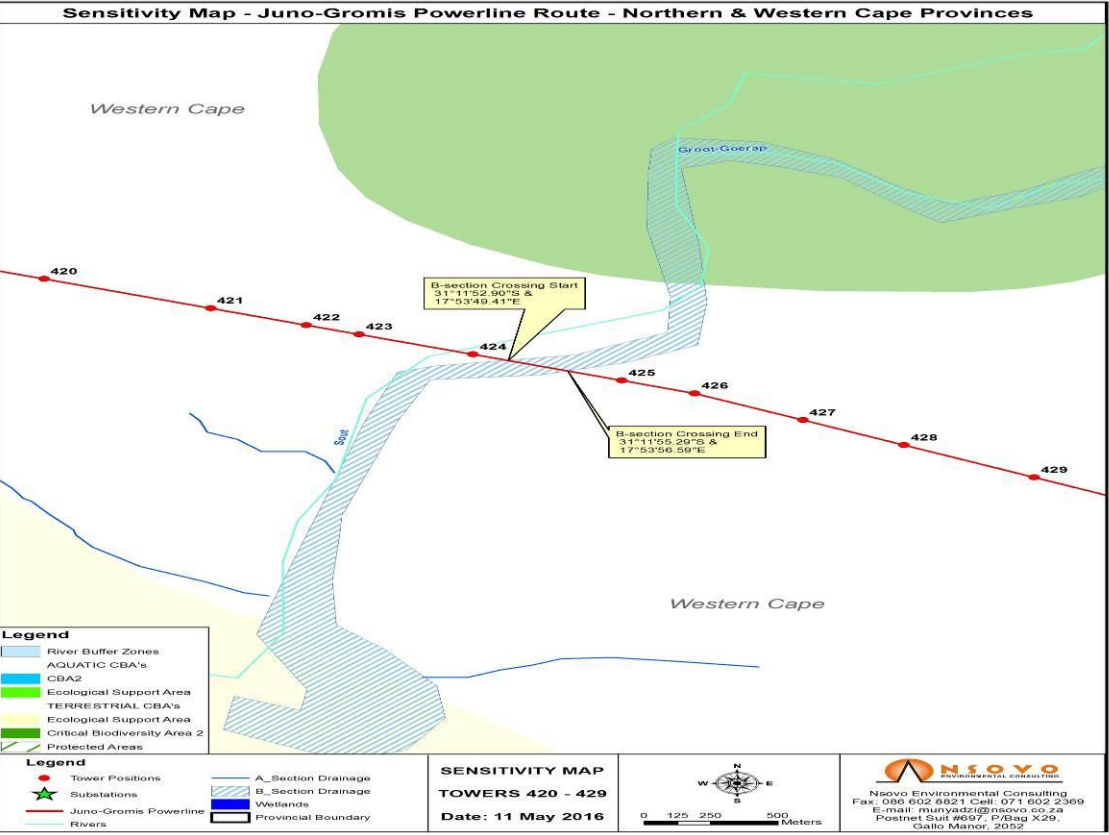 Sensitivity Map - Juno-Gromis Powerline Route - Northern & Western Cape Provinces
Western Cape
Groot-Goerap
420
421
422
423
424
B-section Crossing Start
31°11'52.90"S &
17°53'49.41"E
425
426
427
428
429
B-section Crossing End
31°11'55.29"S &
17°53'56.59"E
Sout
Western Cape
Legend
River Buffer Zones
AQUATIC CBA's
CBA2
Ecological Support Area
TERRESTRIAL CBA's
Ecological Support Area
Critical Biodiversity Area 2
Protected Areas
Legend
Tower Positions
Substations
Juno-Gromis Powerline
Rivers
A_Section Drainage
B_Section Drainage
Wetlands
Provincial Boundary
SENSITIVITY MAP
TOWERS 420 - 429
Date: 11 May 2016
N
W E
S
0 125 250 500
Meters
NSOVO
ENVIRONMENTAL CONSULTING
Nsovo Environmental Consulting
Fax: 086 602 8821 Cell: 071 602 2369
E-mail: munyadzi@nsovo.co.za
Postnet Suit #697, P/Bag X29,
Gallo Manor, 2052